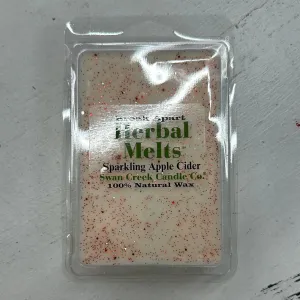 Break Apart
Herbal
Melts
Sparkling Apple Cider
Swan Creek Candle Co.
100% Natural Wax